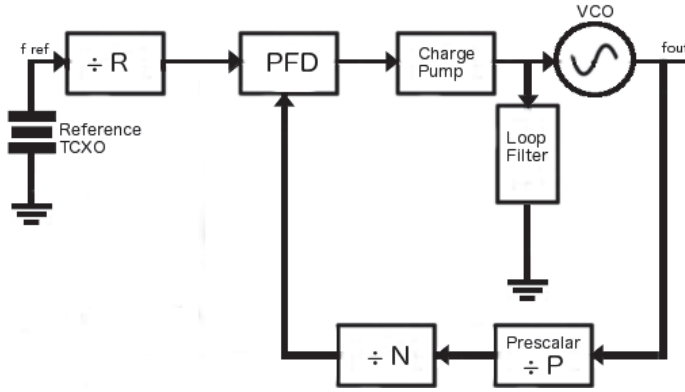 VCO
f ref
÷ R
PFD
Charge
Pump
fout
Reference
TCXO
Loop
Filter
÷ N
Prescalar
÷ P